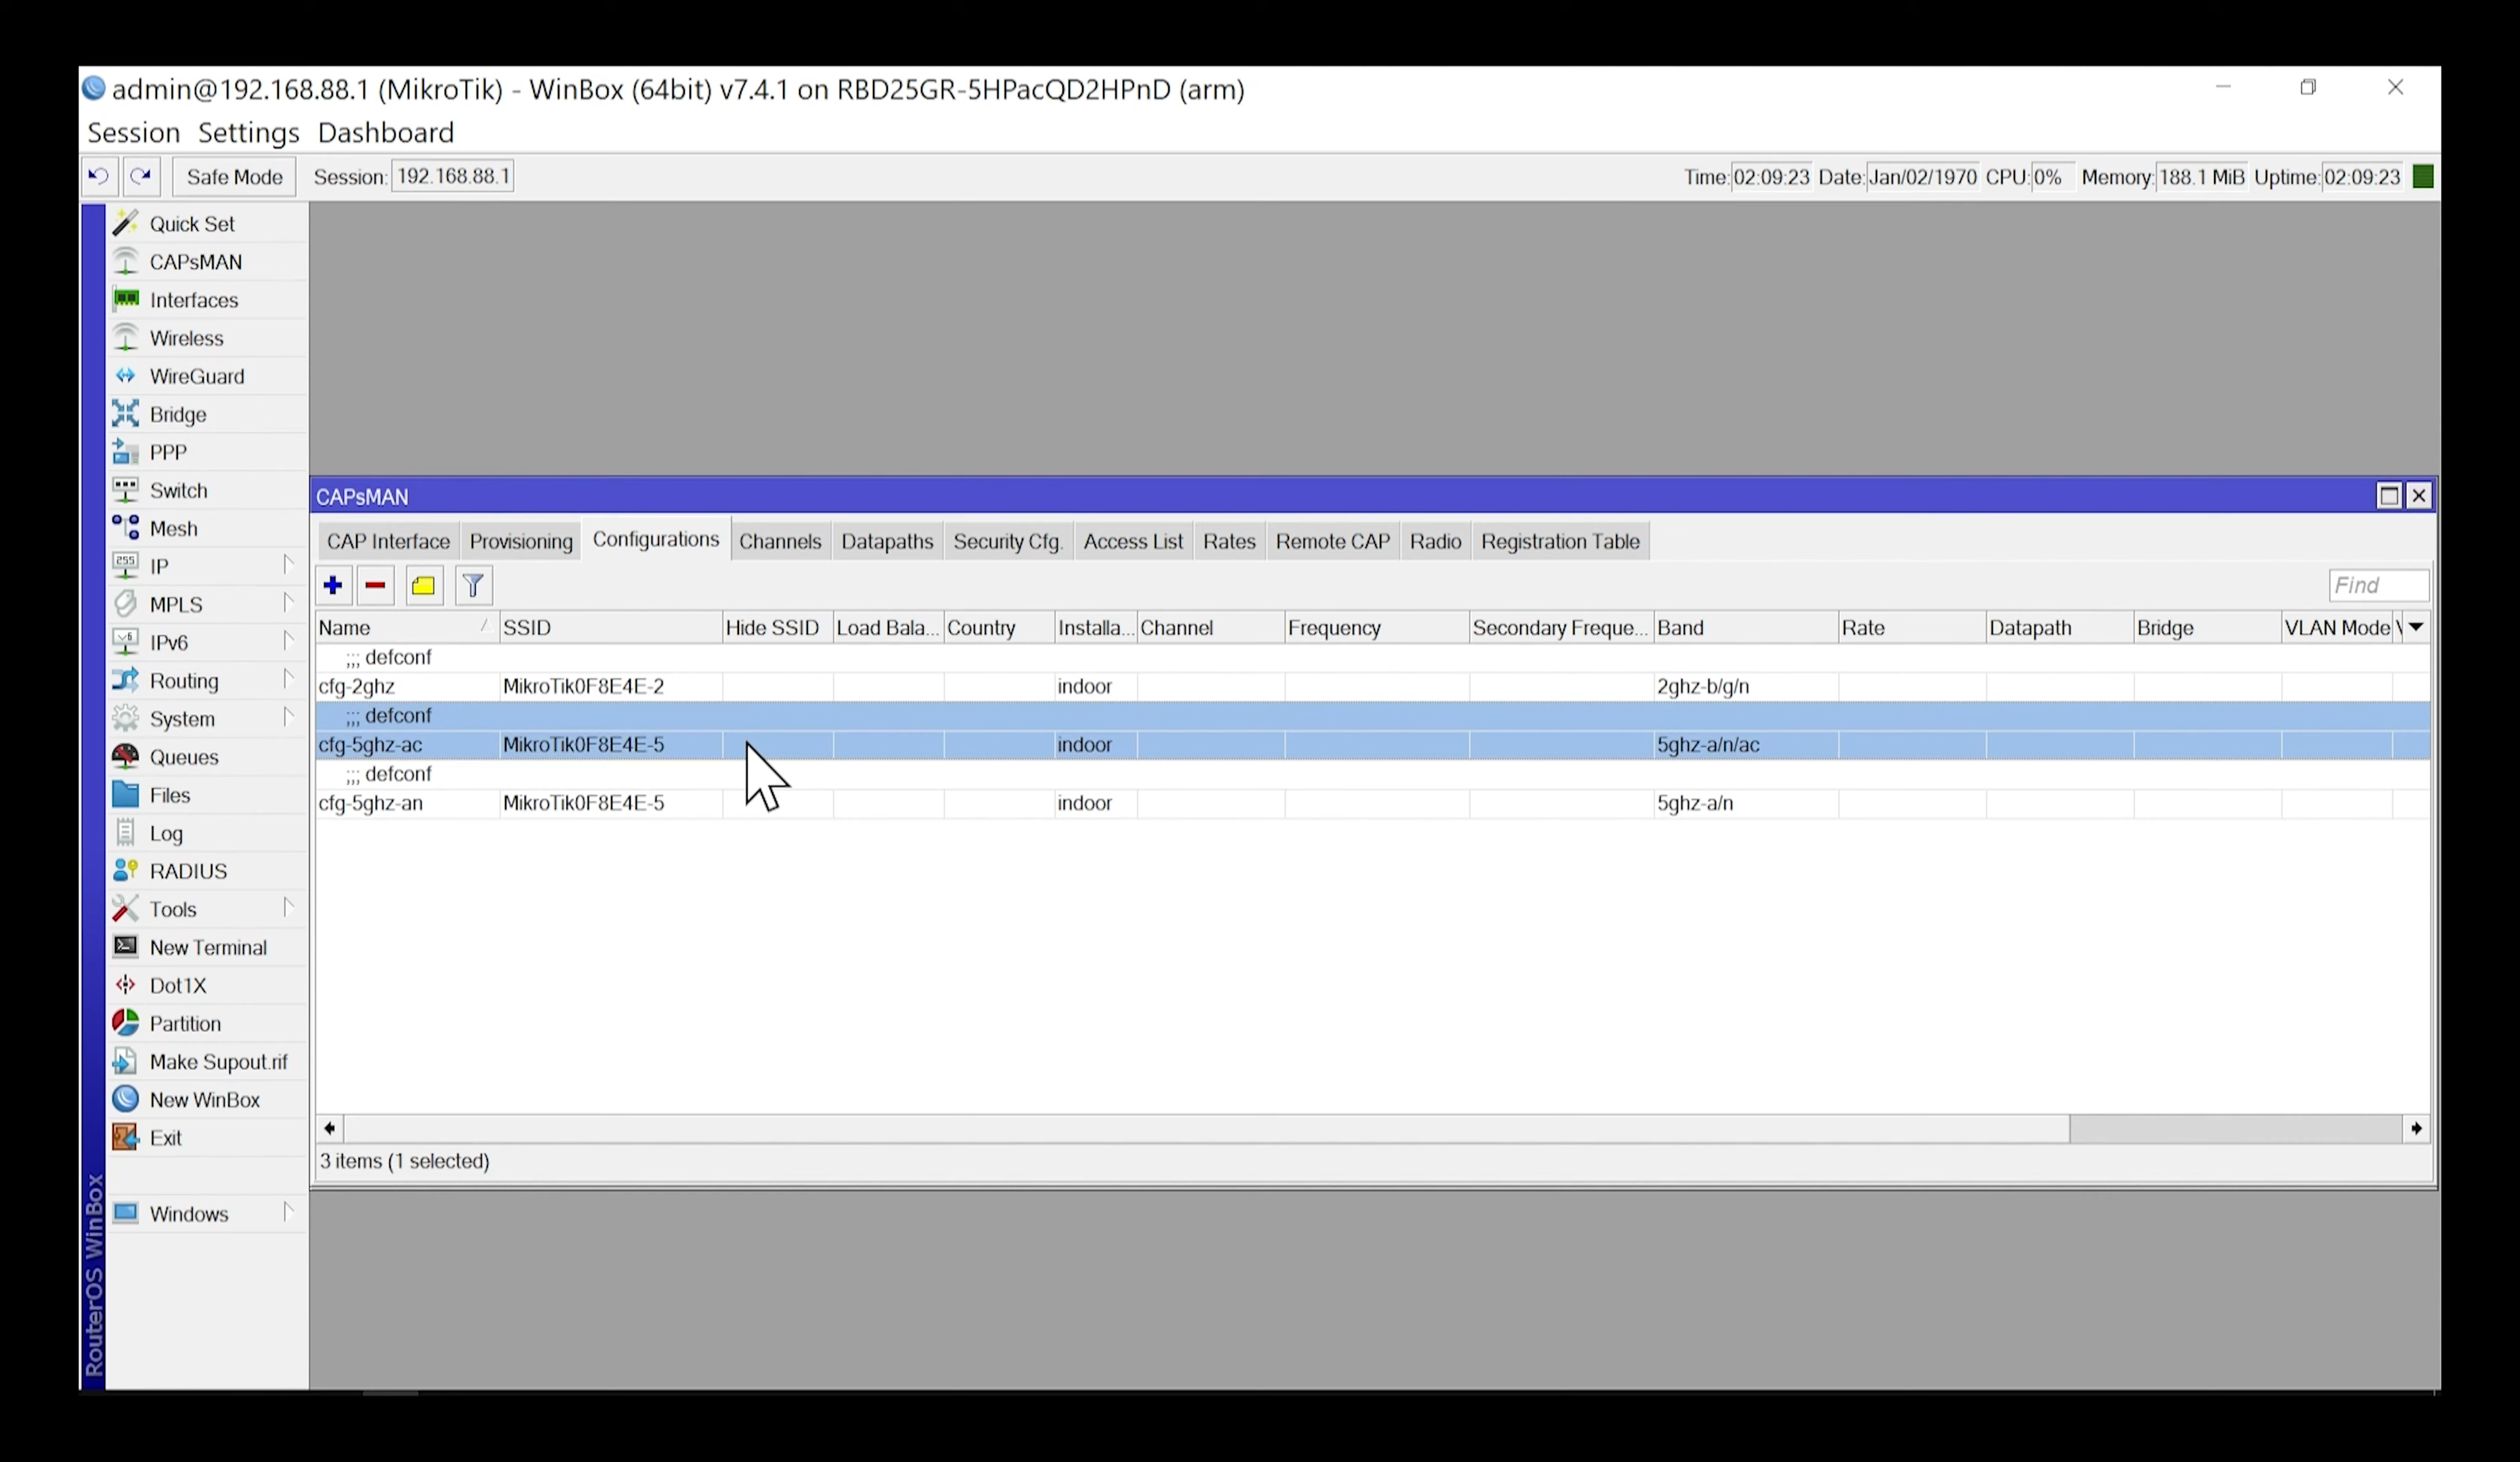 admin@192.168.88.1 (MikroTik) - WinBox (64bit) v7.4.1 on RBD25GR-5HPacQD2HPnD (arm)
Session Settings Dashboard
Safe Mode Session: 192.168.88.1 Time: 02:09:23 Date: Jan/02/1970 CPU: 0% Memory: 188.1 MiB Uptime: 02:09:23
Quick Set
CAPsMAN
Interfaces
Wireless
WireGuard
Bridge
PPP
Switch
Mesh
IP
MPLS
IPv6
Routing
System
Queues
Files
Log
RADIUS
Tools
New Terminal
Dot1X
Partition
Make Supout.rif
New WinBox
Exit
Windows
RouterOS WinBox
CAPsMAN
CAP Interface Provisioning Configurations Channels Datapaths Security Cfg. Access List Rates Remote CAP Radio Registration Table
Find
Name SSID Hide SSID Load Bala... Country Installa... Channel Frequency Secondary Freque... Band Rate Datapath Bridge VLAN Mode
;;; defconf
cfg-2ghz MikroTik0F8E4E-2 indoor 2ghz-b/g/n
;;; defconf
cfg-5ghz-ac MikroTik0F8E4E-5 indoor 5ghz-a/n/ac
;;; defconf
cfg-5ghz-an MikroTik0F8E4E-5 indoor 5ghz-a/n
3 items (1 selected)